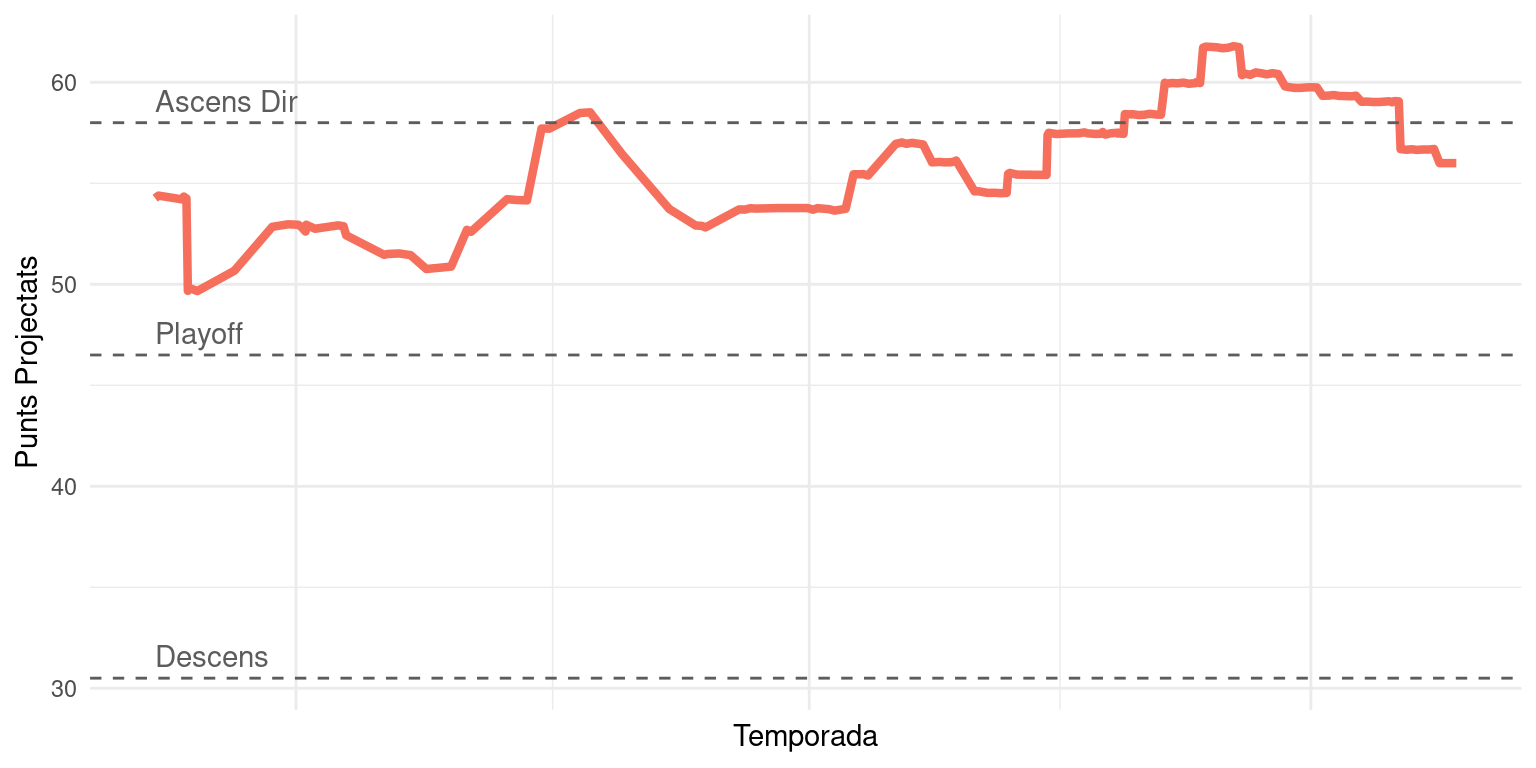 60
Ascens Dir
50
Playoff
Punts Projectats
40
Descens
30
Temporada